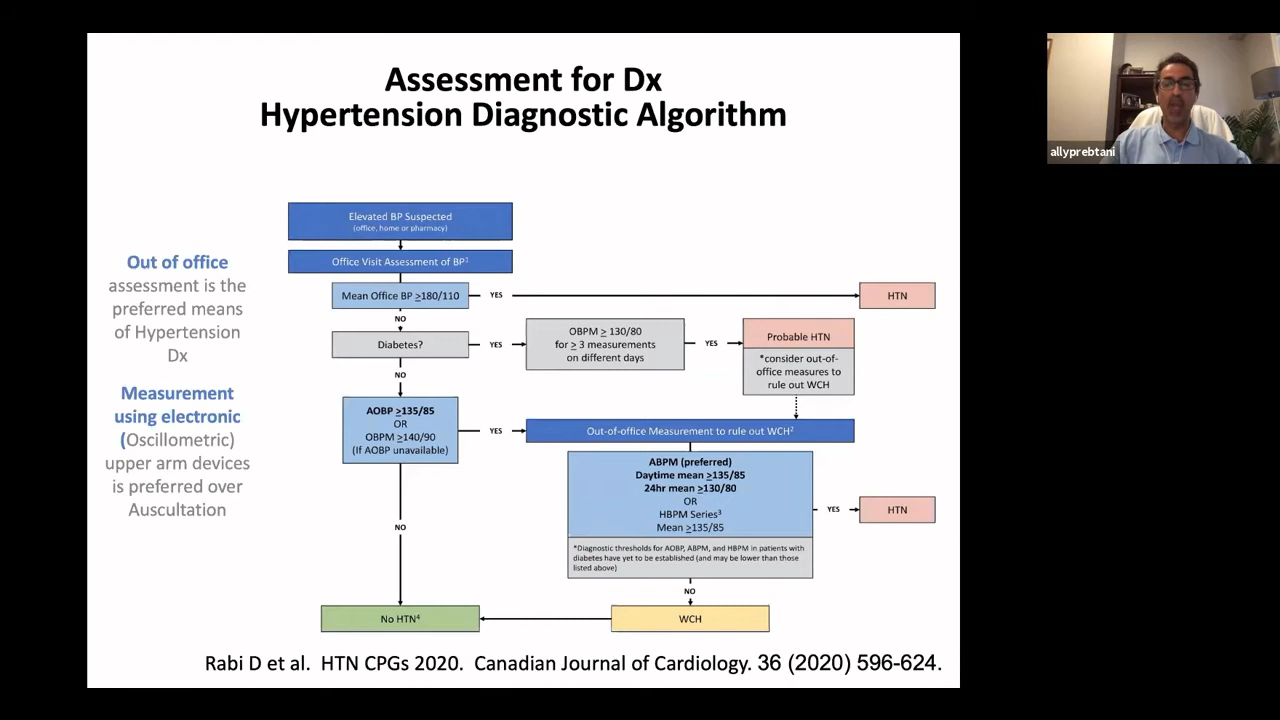 Assessment for Dx
Hypertension Diagnostic Algorithm
allyprebtani
Out of office
assessment is the
preferred means
of Hypertension
Dx
Measurement
using electronic
(Oscillometric)
upper arm devices
is preferred over
Auscultation
Elevated BP Suspected
(office, home or pharmacy)
Office Visit Assessment of BP¹
Mean Office BP ≥180/110
YES
HTN
NO
Diabetes?
YES
OBPM ≥ 130/80
for ≥ 3 measurements
on different days
YES
Probable HTN
*consider out-of-
office measures to
rule out WCH
NO
AOBP ≥135/85
OR
OBPM ≥140/90
(If AOBP unavailable)
YES
Out-of-office Measurement to rule out WCH²
ABPM (preferred)
Daytime mean ≥135/85
24hr mean ≥130/80
OR
HBPM Series³
Mean ≥135/85
YES
HTN
*Diagnostic thresholds for AOBP, ABPM, and HBPM in patients with
diabetes have yet to be established (and may be lower than those
listed above)
NO
NO
No HTN⁴
WCH
Rabi D et al. HTN CPGs 2020. Canadian Journal of Cardiology. 36 (2020) 596-624.